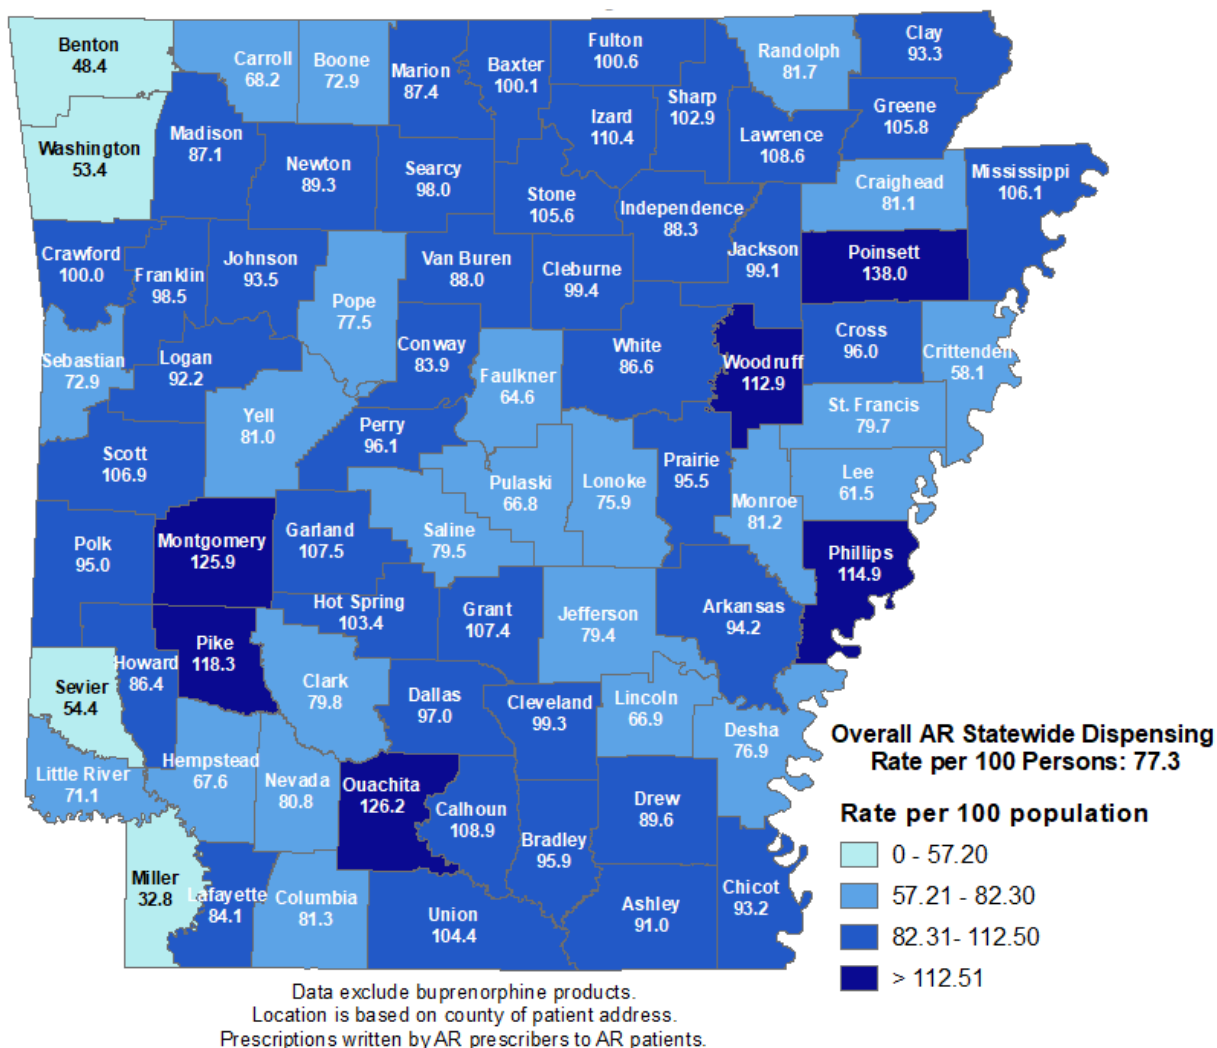 Benton
48.4
Carroll
68.2
Boone
72.9
Marion
87.4
Baxter
100.1
Fulton
100.6
Randolph
81.7
Clay
93.3
Washington
53.4
Madison
87.1
Newton
89.3
Searcy
98.0
Stone
105.6
Izard
110.4
Sharp
102.9
Lawrence
108.6
Greene
105.8
Craighead
81.1
Mississippi
106.1
Independence
88.3
Jackson
99.1
Poinsett
138.0
Crawford
100.0
Franklin
98.5
Johnson
93.5
Pope
77.5
Van Buren
88.0
Cleburne
99.4
Sebastian
72.9
Logan
92.2
Conway
83.9
Faulkner
64.6
White
86.6
Woodruff
112.9
Cross
96.0
Crittenden
58.1
Yell
81.0
Perry
96.1
St. Francis
79.7
Scott
106.9
Pulaski
66.8
Lonoke
75.9
Prairie
95.5
Monroe
81.2
Lee
61.5
Polk
95.0
Montgomery
125.9
Garland
107.5
Saline
79.5
Phillips
114.9
Hot Spring
103.4
Grant
107.4
Jefferson
79.4
Arkansas
94.2
Pike
118.3
Howard
86.4
Sevier
54.4
Clark
79.8
Dallas
97.0
Cleveland
99.3
Lincoln
66.9
Desha
76.9
Little River
71.1
Hempstead
67.6
Nevada
80.8
Ouachita
126.2
Calhoun
108.9
Bradley
95.9
Drew
89.6
Miller
32.8
Lafayette
84.1
Columbia
81.3
Union
104.4
Ashley
91.0
Chicot
93.2
Overall AR Statewide Dispensing
Rate per 100 Persons: 77.3
Rate per 100 population
0 - 57.20
57.21 - 82.30
82.31- 112.50
> 112.51
Data exclude buprenorphine products.
Location is based on county of patient address.
Prescriptions written by AR prescribers to AR patients.